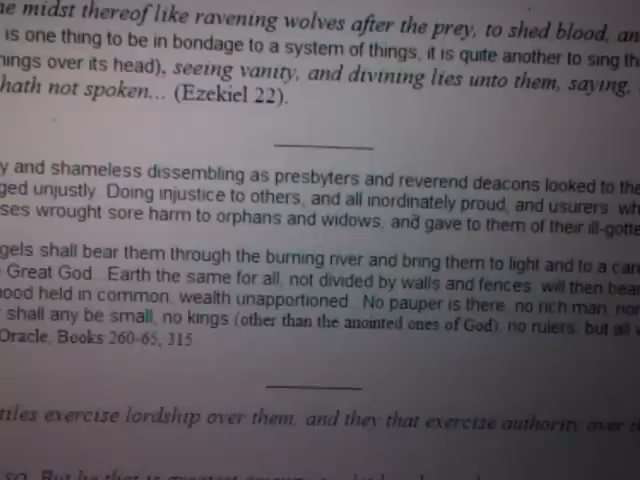 midst thereof like ravening wolves after the prey, to shed blood, an
is one thing to be in bondage to a system of things, it is quite another to sing th
ings over its head), seeing vanity, and divining lies unto them, saying,
hath not spoken... (Ezekiel 22).
y and shameless dissembling as presbyters and reverend deacons looked to the
ged unjustly. Doing injustice to others, and all inordinately proud, and usurers, wh
ses wrought sore harm to orphans and widows, and gave to them of their ill-gotte
gels shall bear them through the burning river and bring them to light and to a car
Great God. Earth the same for all, not divided by walls and fences, will then bear
ood held in common, wealth unapportioned. No pauper is there, no rich man, nor
shall any be small, no kings (other than the anointed ones of God), no rulers, but all
Oracle, Books 260-65, 315
tiles exercise lordship over them, and they that exercise authority over th
so. But he that is greatest among